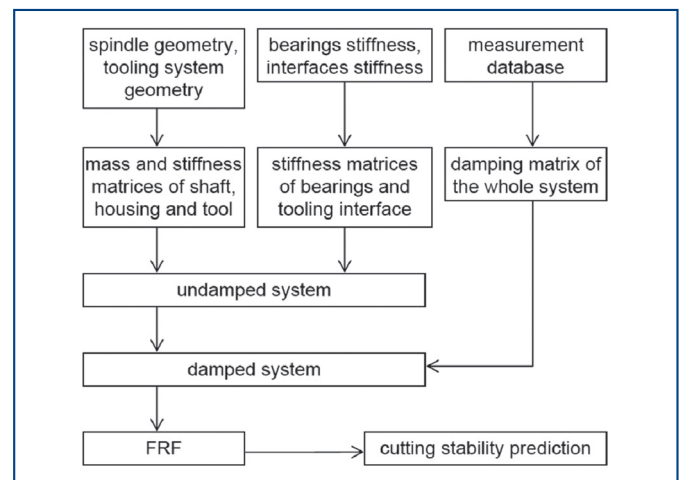 spindle geometry,
tooling system
geometry
bearings stiffness,
interfaces stiffness
measurement
database
mass and stiffness
matrices of shaft,
housing and tool
stiffness matrices
of bearings and
tooling interface
damping matrix of
the whole system
undamped system
damped system
FRF
cutting stability prediction